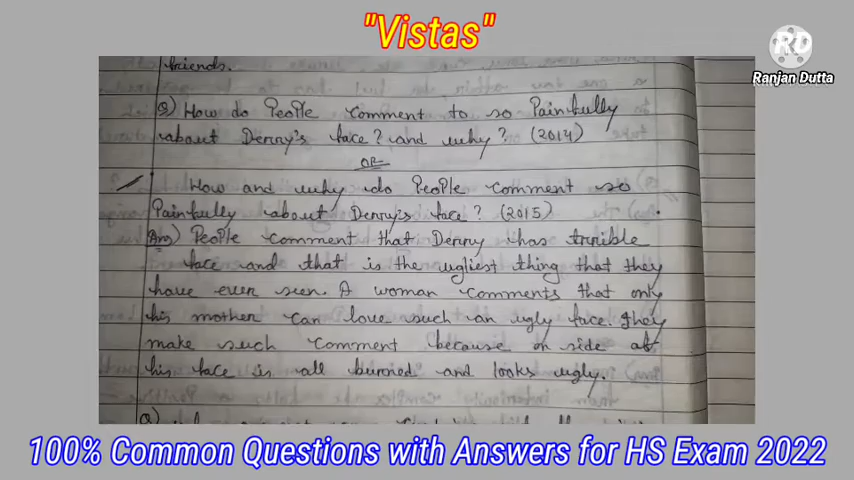 "Vistas"
RD
Ranjan Dutta
friends.
Q) How do People comment to so Painfully
about Derry's face? and why? (2014)
OR
How and why do People comment so
Painfully about Derry's face? (2015)
Ans) People comment that Derry has trrible
face and that is the ugliest thing that they
have ever seen. A woman comments that only
his mother can love such an ugly face. They
make such comment because on side of
his face is all burned and looks ugly.
100% Common Questions with Answers for HS Exam 2022